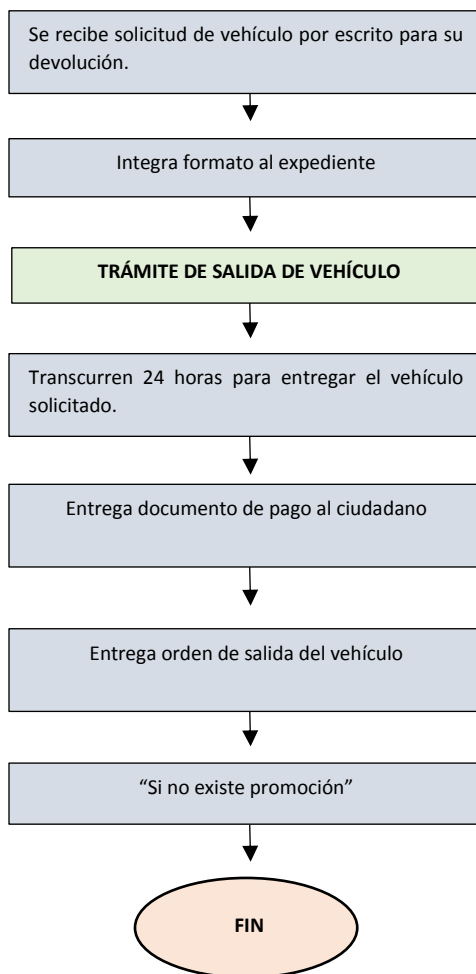 Se recibe solicitud de vehículo por escrito para su
devolución.
Integra formato al expediente
TRÁMITE DE SALIDA DE VEHÍCULO
Transcurren 24 horas para entregar el vehículo
solicitado.
Entrega documento de pago al ciudadano
Entrega orden de salida del vehículo
“Si no existe promoción”
FIN